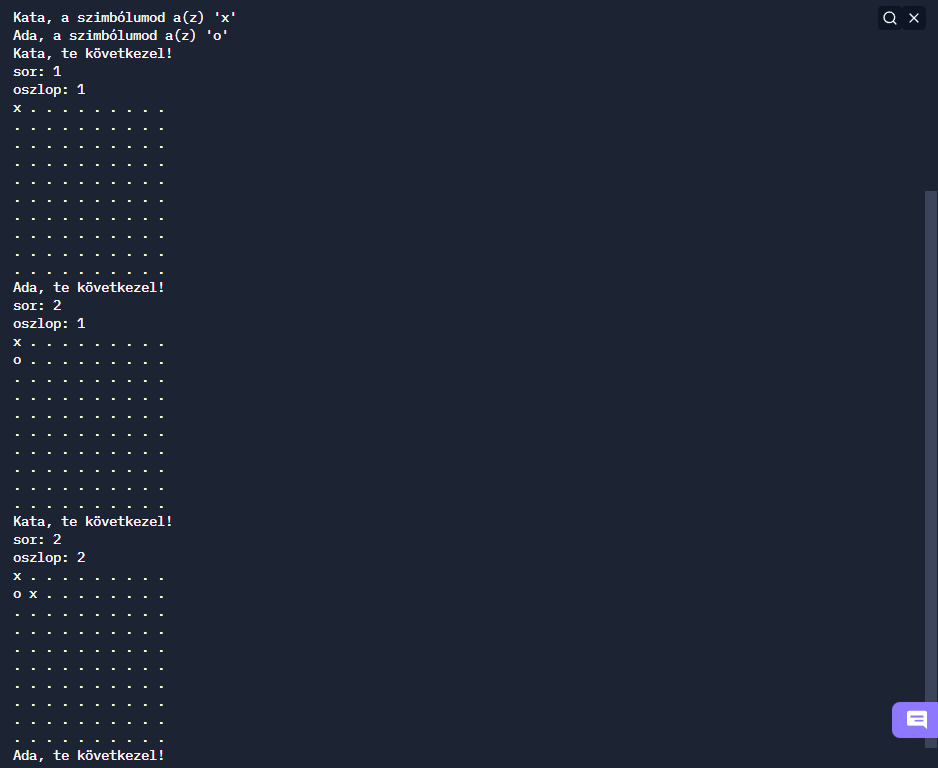 Kata, a szimbólumod a(z) 'x'
Ada, a szimbólumod a(z) 'o'
Kata, te következel!
sor: 1
oszlop: 1
x . . . . . . . . .
. . . . . . . . . .
. . . . . . . . . .
. . . . . . . . . .
. . . . . . . . . .
. . . . . . . . . .
. . . . . . . . . .
. . . . . . . . . .
. . . . . . . . . .
. . . . . . . . . .
Ada, te következel!
sor: 2
oszlop: 1
x . . . . . . . . .
o . . . . . . . . .
. . . . . . . . . .
. . . . . . . . . .
. . . . . . . . . .
. . . . . . . . . .
. . . . . . . . . .
. . . . . . . . . .
. . . . . . . . . .
. . . . . . . . . .
Kata, te következel!
sor: 2
oszlop: 2
x . . . . . . . . .
o x . . . . . . . .
. . . . . . . . . .
. . . . . . . . . .
. . . . . . . . . .
. . . . . . . . . .
. . . . . . . . . .
. . . . . . . . . .
. . . . . . . . . .
. . . . . . . . . .
Ada, te következel!